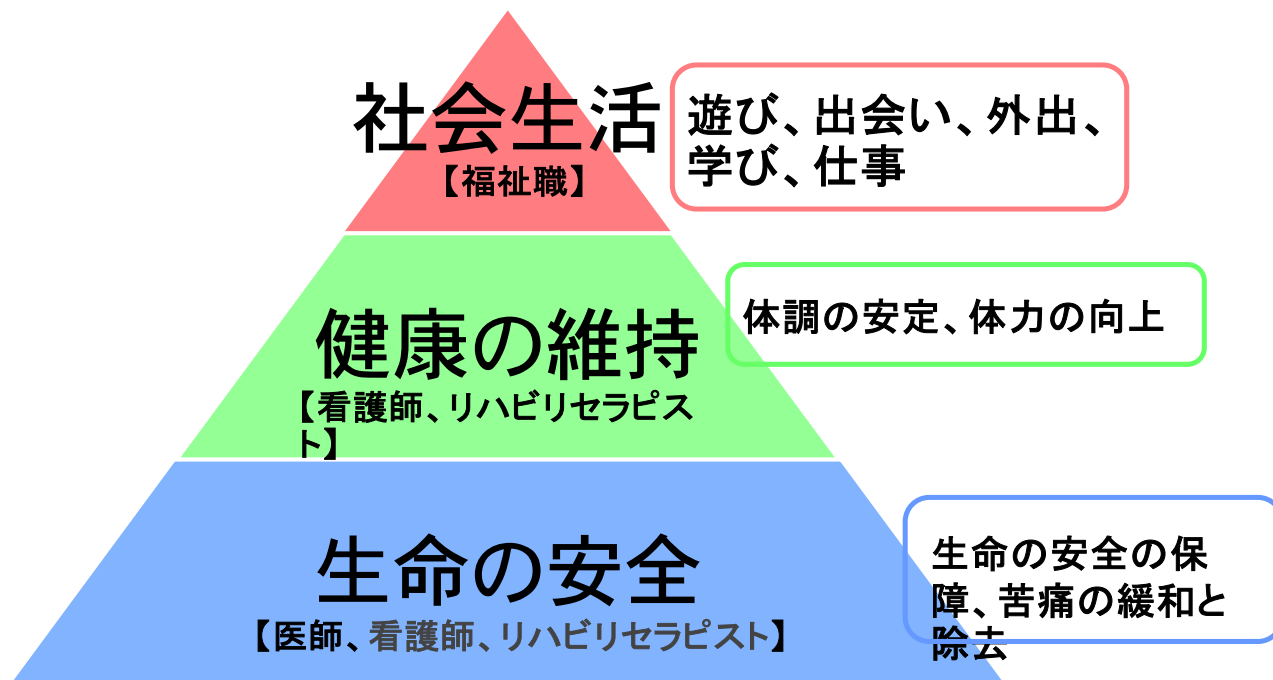 社会生活
【福祉職】
遊び、出会い、外出、
学び、仕事
健康の維持
【看護師、リハビリセラピス
ト】
体調の安定、体力の向上
生命の安全
【医師、看護師、リハビリセラピスト】
生命の安全の保
障、苦痛の緩和と
除去